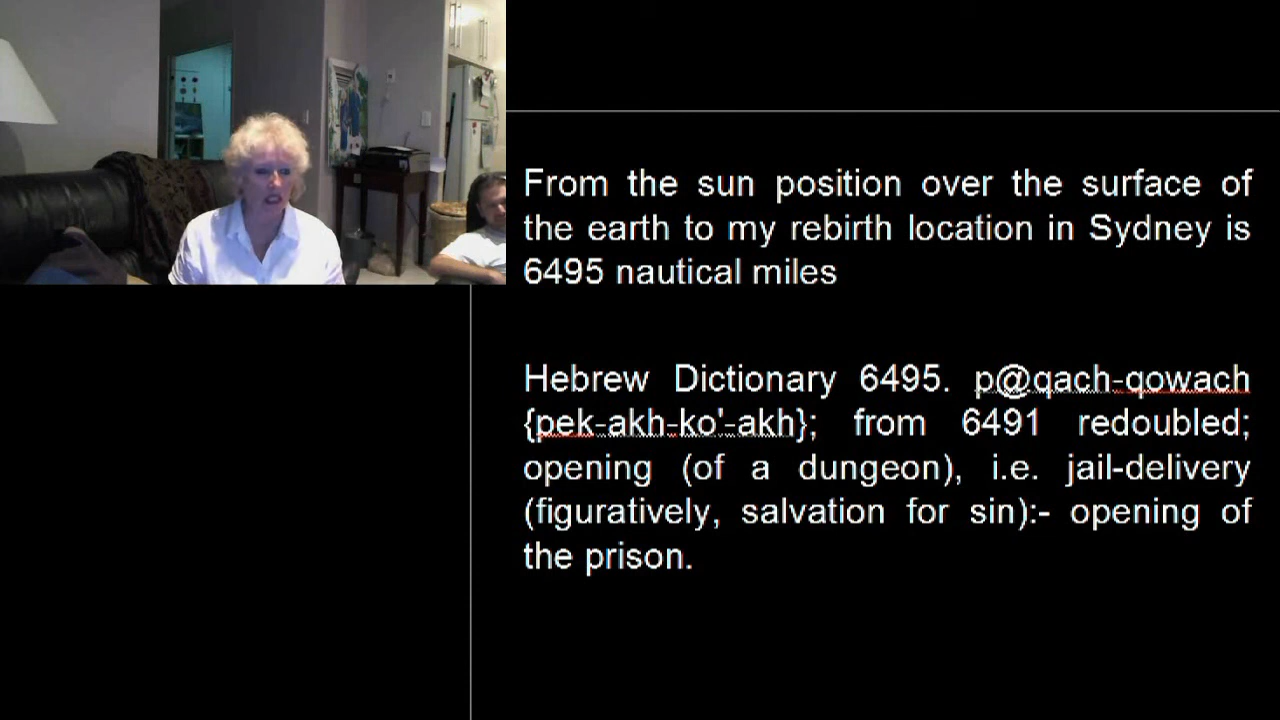 From the sun position over the surface of
the earth to my rebirth location in Sydney is
6495 nautical miles
Hebrew Dictionary 6495. p@qach-qowach
{pek-akh-ko'-akh}; from 6491 redoubled;
opening (of a dungeon), i.e. jail-delivery
(figuratively, salvation for sin):- opening of
the prison.